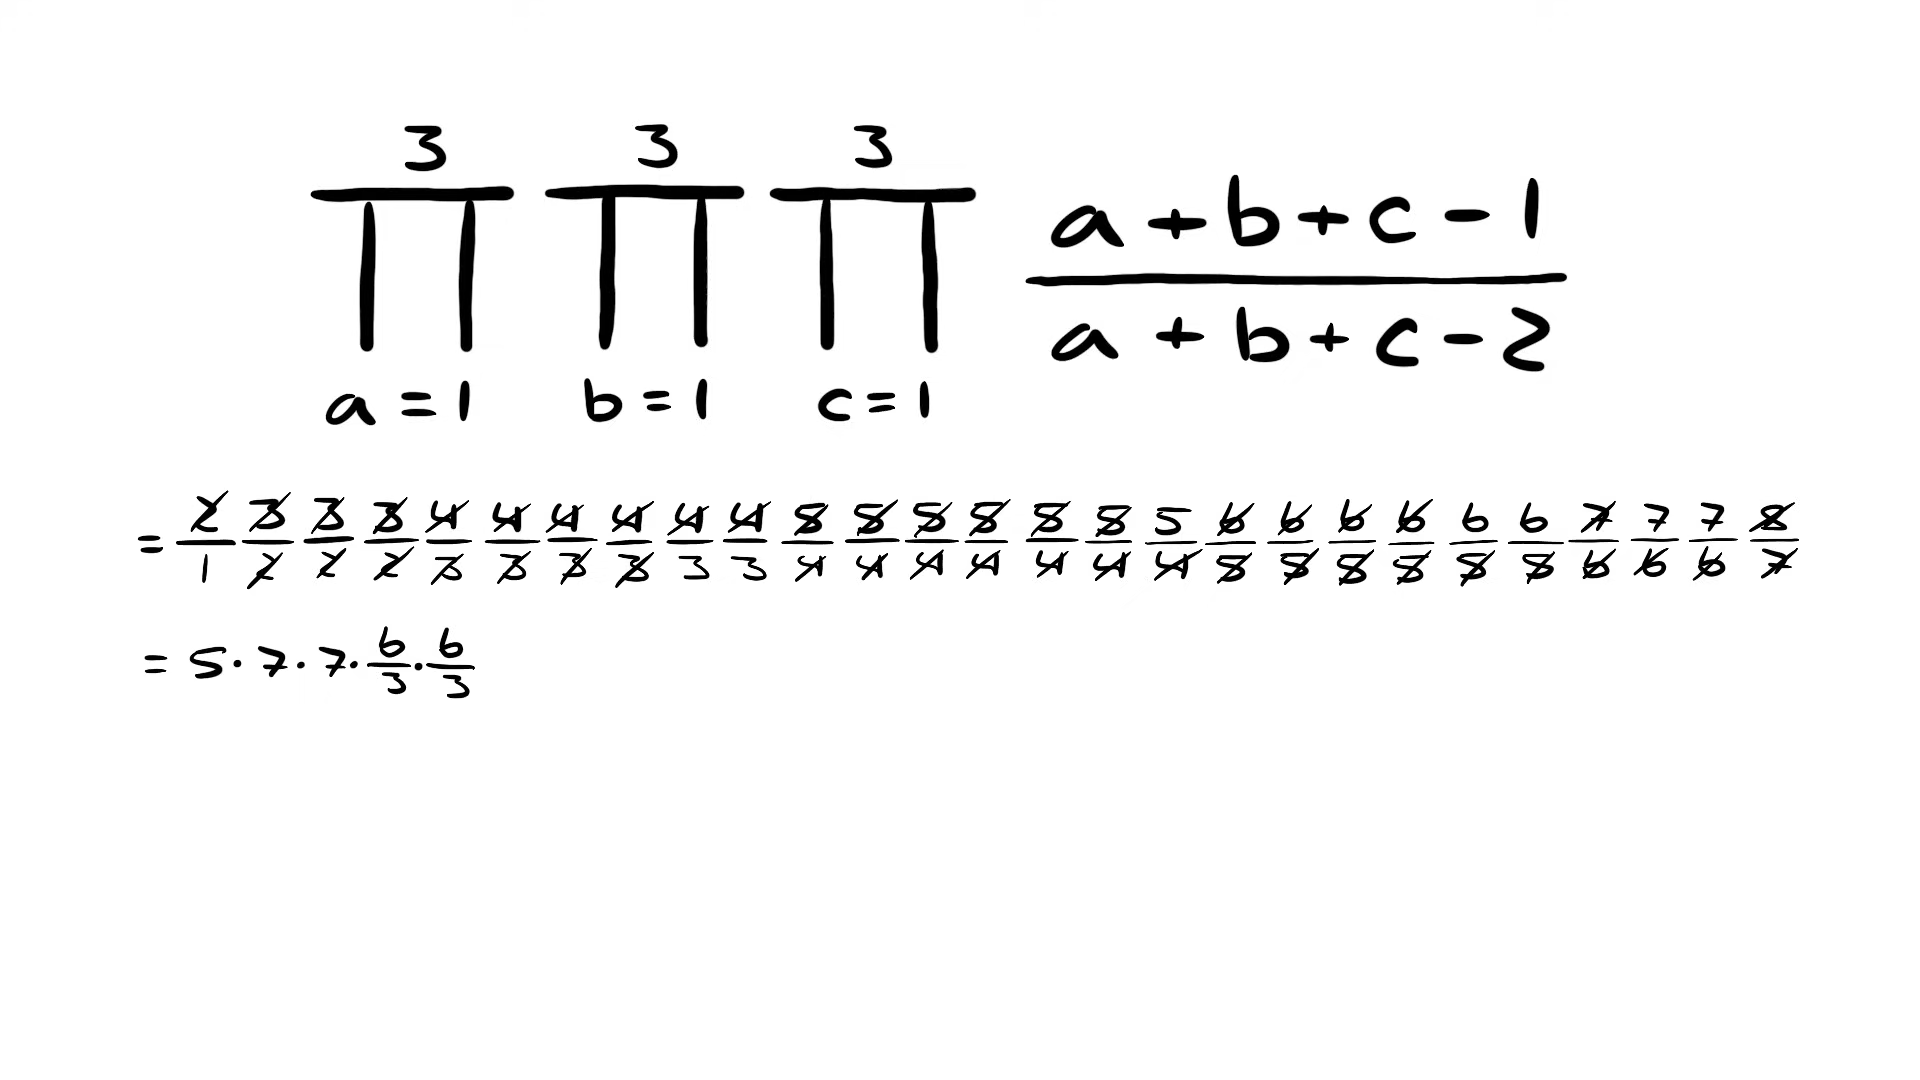 3 3 3
∏ ∏ ∏ (a + b + c - 1)/(a + b + c - 2)
a = 1 b = 1 c = 1
= 2/1 3/2 3/2 3/2 4/3 4/3 4/3 4/3 4/3 4/3 5/4 5/4 5/4 5/4 5/4 5/4 5/4 6/5 6/5 6/5 6/5 6/5 6/5 7/6 7/6 7/6 8/7
= 5 · 7 · 7 · 6/3 · 6/3